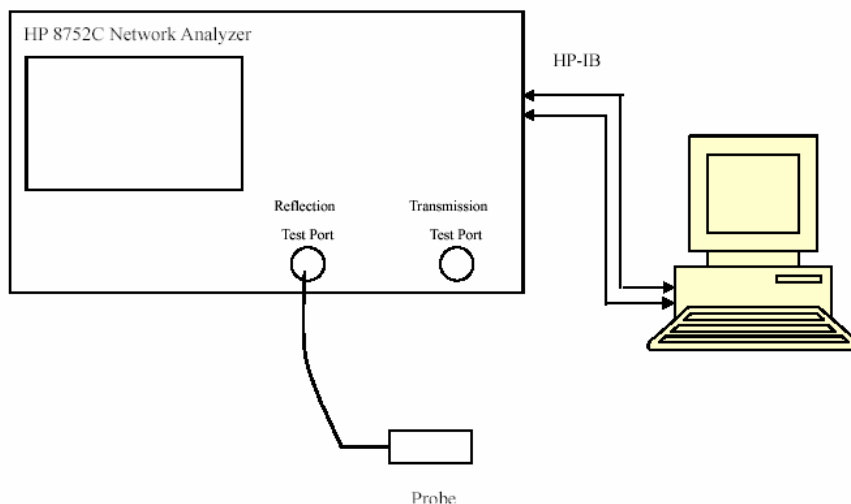 HP 8752C Network Analyzer
HP-IB
Reflection
Test Port
Transmission
Test Port
Probe